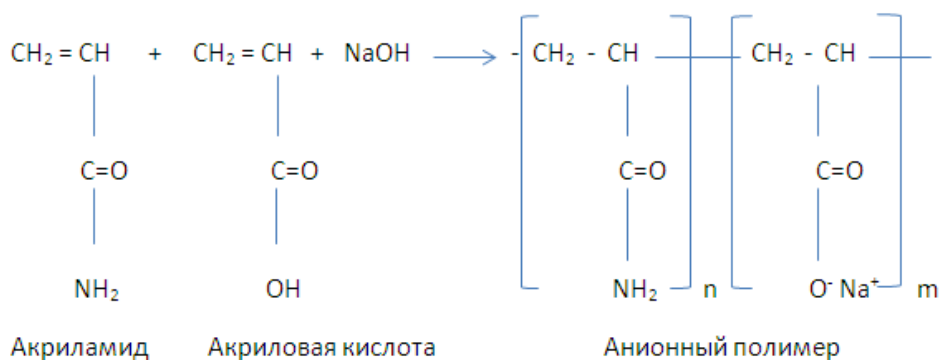 CH₂ = CH + CH₂ = CH + NaOH - CH₂ - CH CH₂ - CH
C=O C=O C=O C=O
NH₂ OH NH₂ n O⁻ Na⁺ m
Акриламид Акриловая кислота Анионный полимер